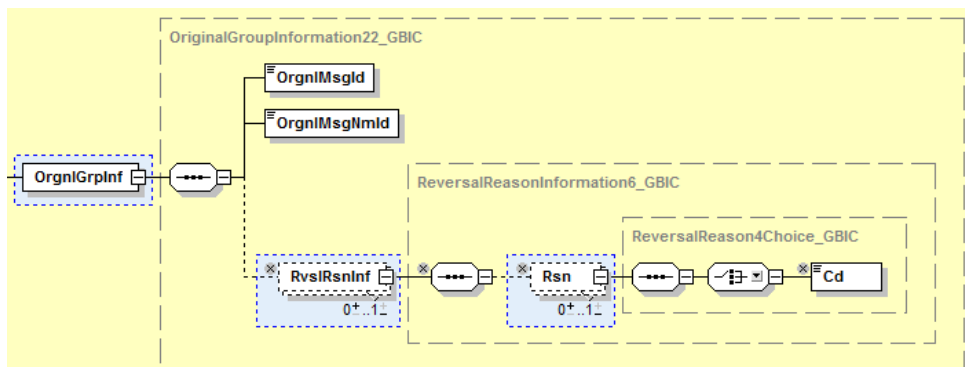 OriginalGroupInformation22_GBIC
OrgnlMsgId
OrgnlMsgNmId
OrgnlGrpInf
ReversalReasonInformation6_GBIC
ReversalReason4Choice_GBIC
RvslRsnInf
Rsn
Cd
0±..1±
0±..1±